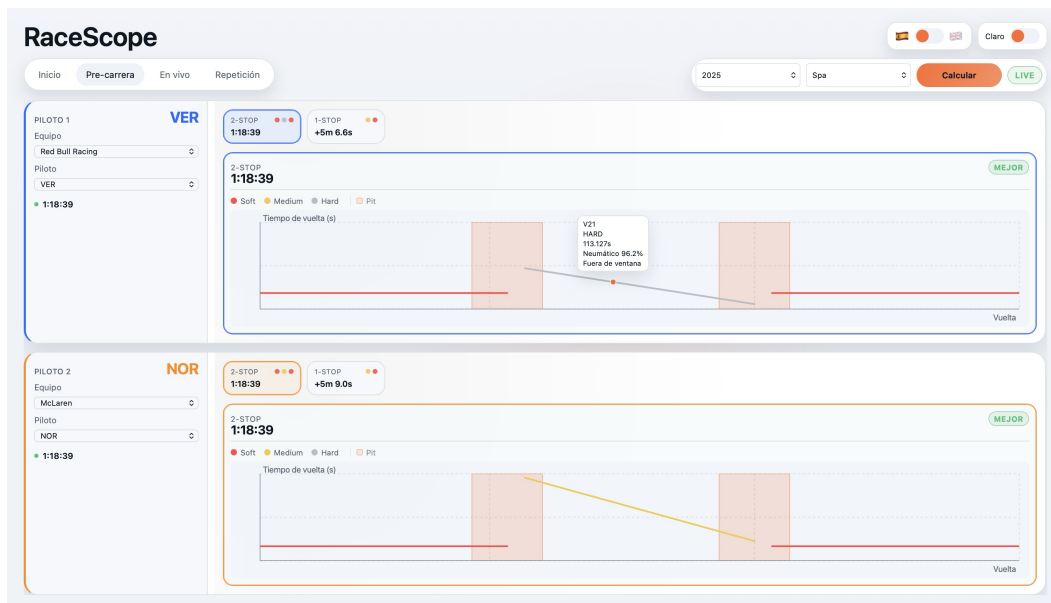 RaceScope
Claro
Inicio Pre-carrera En vivo Repetición
2025 Spa Calcular LIVE
PILOTO 1 VER
Equipo
Red Bull Racing
Piloto
VER
1:18:39
2-STOP
1:18:39
1-STOP
+5m 6.6s
2-STOP
1:18:39
MEJOR
Soft Medium Hard Pit
Tiempo de vuelta (s)
V21
HARD
113.127s
Neumático 96.2%
Fuera de ventana
Vuelta
PILOTO 2 NOR
Equipo
McLaren
Piloto
NOR
1:18:39
2-STOP
1:18:39
1-STOP
+5m 9.0s
2-STOP
1:18:39
MEJOR
Soft Medium Hard Pit
Tiempo de vuelta (s)
Vuelta